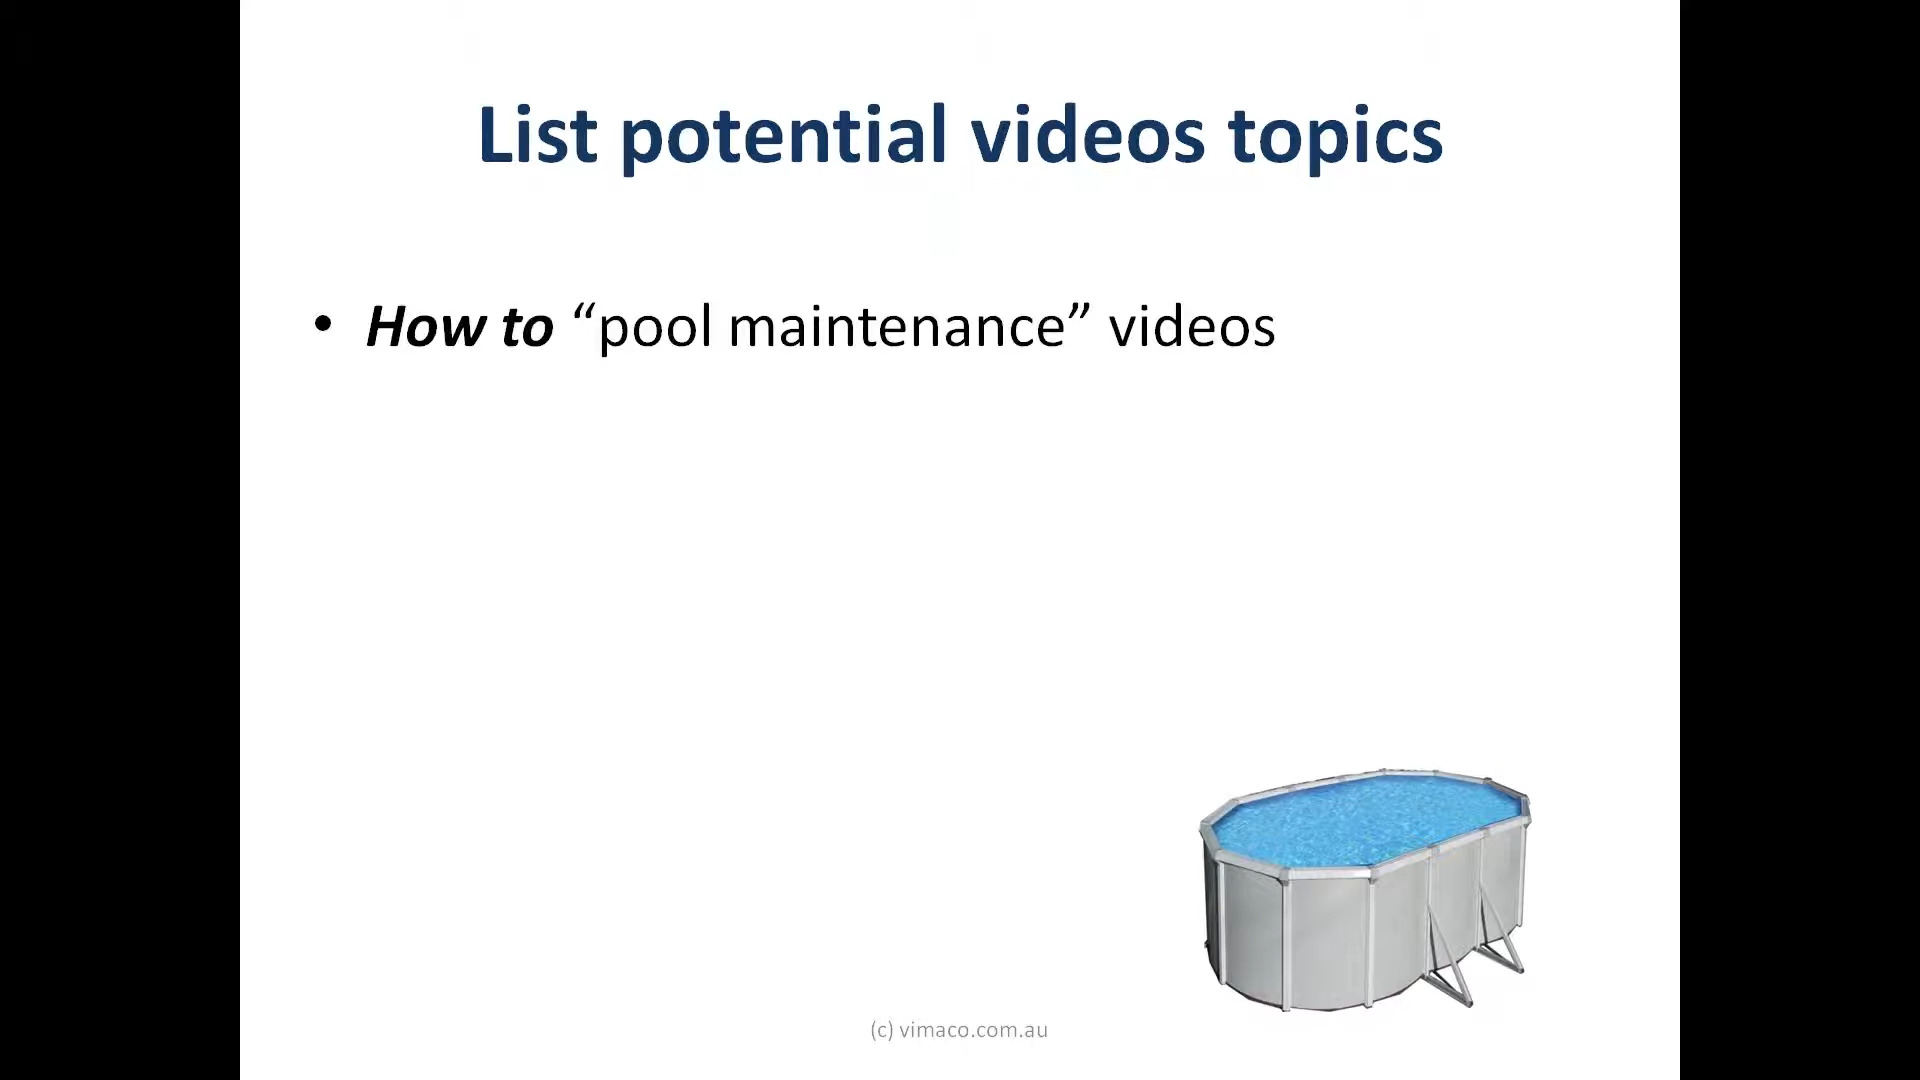 List potential videos topics
• How to “pool maintenance” videos
(c) vimaco.com.au